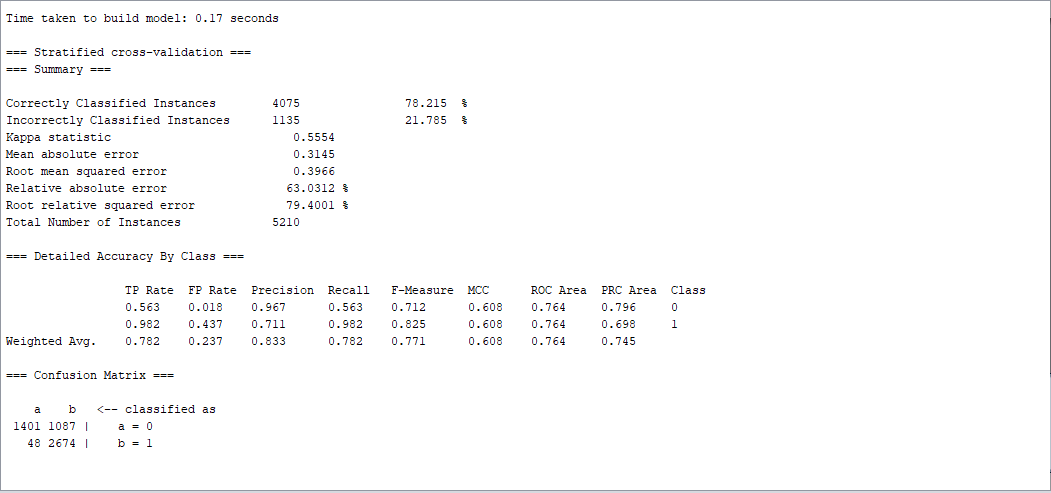 Time taken to build model: 0.17 seconds
=== Stratified cross-validation ===
=== Summary ===
Correctly Classified Instances        4075               78.215  %
Incorrectly Classified Instances      1135               21.785  %
Kappa statistic                          0.5554
Mean absolute error                      0.3145
Root mean squared error                  0.3966
Relative absolute error                 63.0312 %
Root relative squared error             79.4001 %
Total Number of Instances             5210
=== Detailed Accuracy By Class ===
                 TP Rate  FP Rate  Precision  Recall   F-Measure  MCC      ROC Area  PRC Area  Class
                 0.563    0.018    0.967      0.563    0.712      0.608    0.764     0.796     0
                 0.982    0.437    0.711      0.982    0.825      0.608    0.764     0.698     1
Weighted Avg.    0.782    0.237    0.833      0.782    0.771      0.608    0.764     0.745
=== Confusion Matrix ===
    a    b   <-- classified as
 1401 1087 |    a = 0
   48 2674 |    b = 1